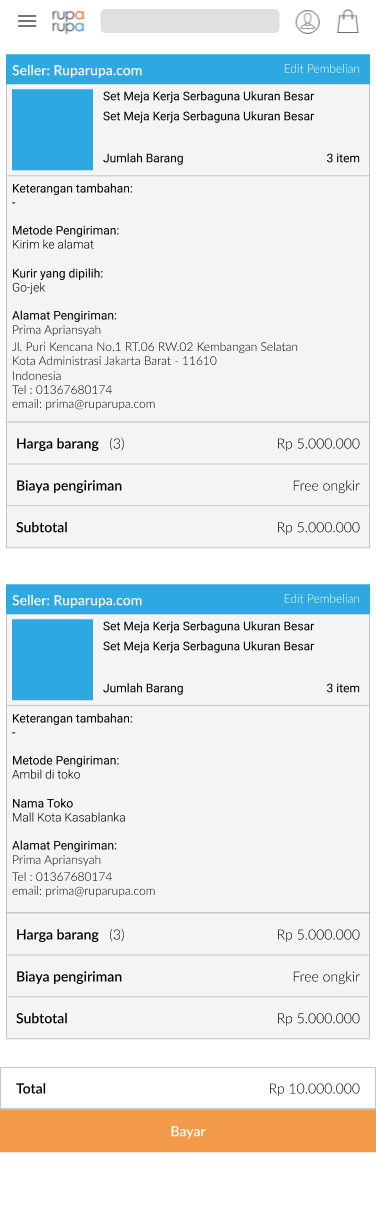 rupa
rupa
Seller: Ruparupa.com Edit Pembelian
Set Meja Kerja Serbaguna Ukuran Besar
Set Meja Kerja Serbaguna Ukuran Besar
Jumlah Barang 3 item
Keterangan tambahan:
-
Metode Pengiriman:
Kirim ke alamat
Kurir yang dipilih:
Go-jek
Alamat Pengiriman:
Prima Apriansyah
Jl. Puri Kencana No.1 RT.06 RW.02 Kembangan Selatan
Kota Administrasi Jakarta Barat - 11610
Indonesia
Tel : 01367680174
email: prima@ruparupa.com
Harga barang (3) Rp 5.000.000
Biaya pengiriman Free ongkir
Subtotal Rp 5.000.000
Seller: Ruparupa.com Edit Pembelian
Set Meja Kerja Serbaguna Ukuran Besar
Set Meja Kerja Serbaguna Ukuran Besar
Jumlah Barang 3 item
Keterangan tambahan:
-
Metode Pengiriman:
Ambil di toko
Nama Toko
Mall Kota Kasablanka
Alamat Pengiriman:
Prima Apriansyah
Tel : 01367680174
email: prima@ruparupa.com
Harga barang (3) Rp 5.000.000
Biaya pengiriman Free ongkir
Subtotal Rp 5.000.000
Total Rp 10.000.000
Bayar